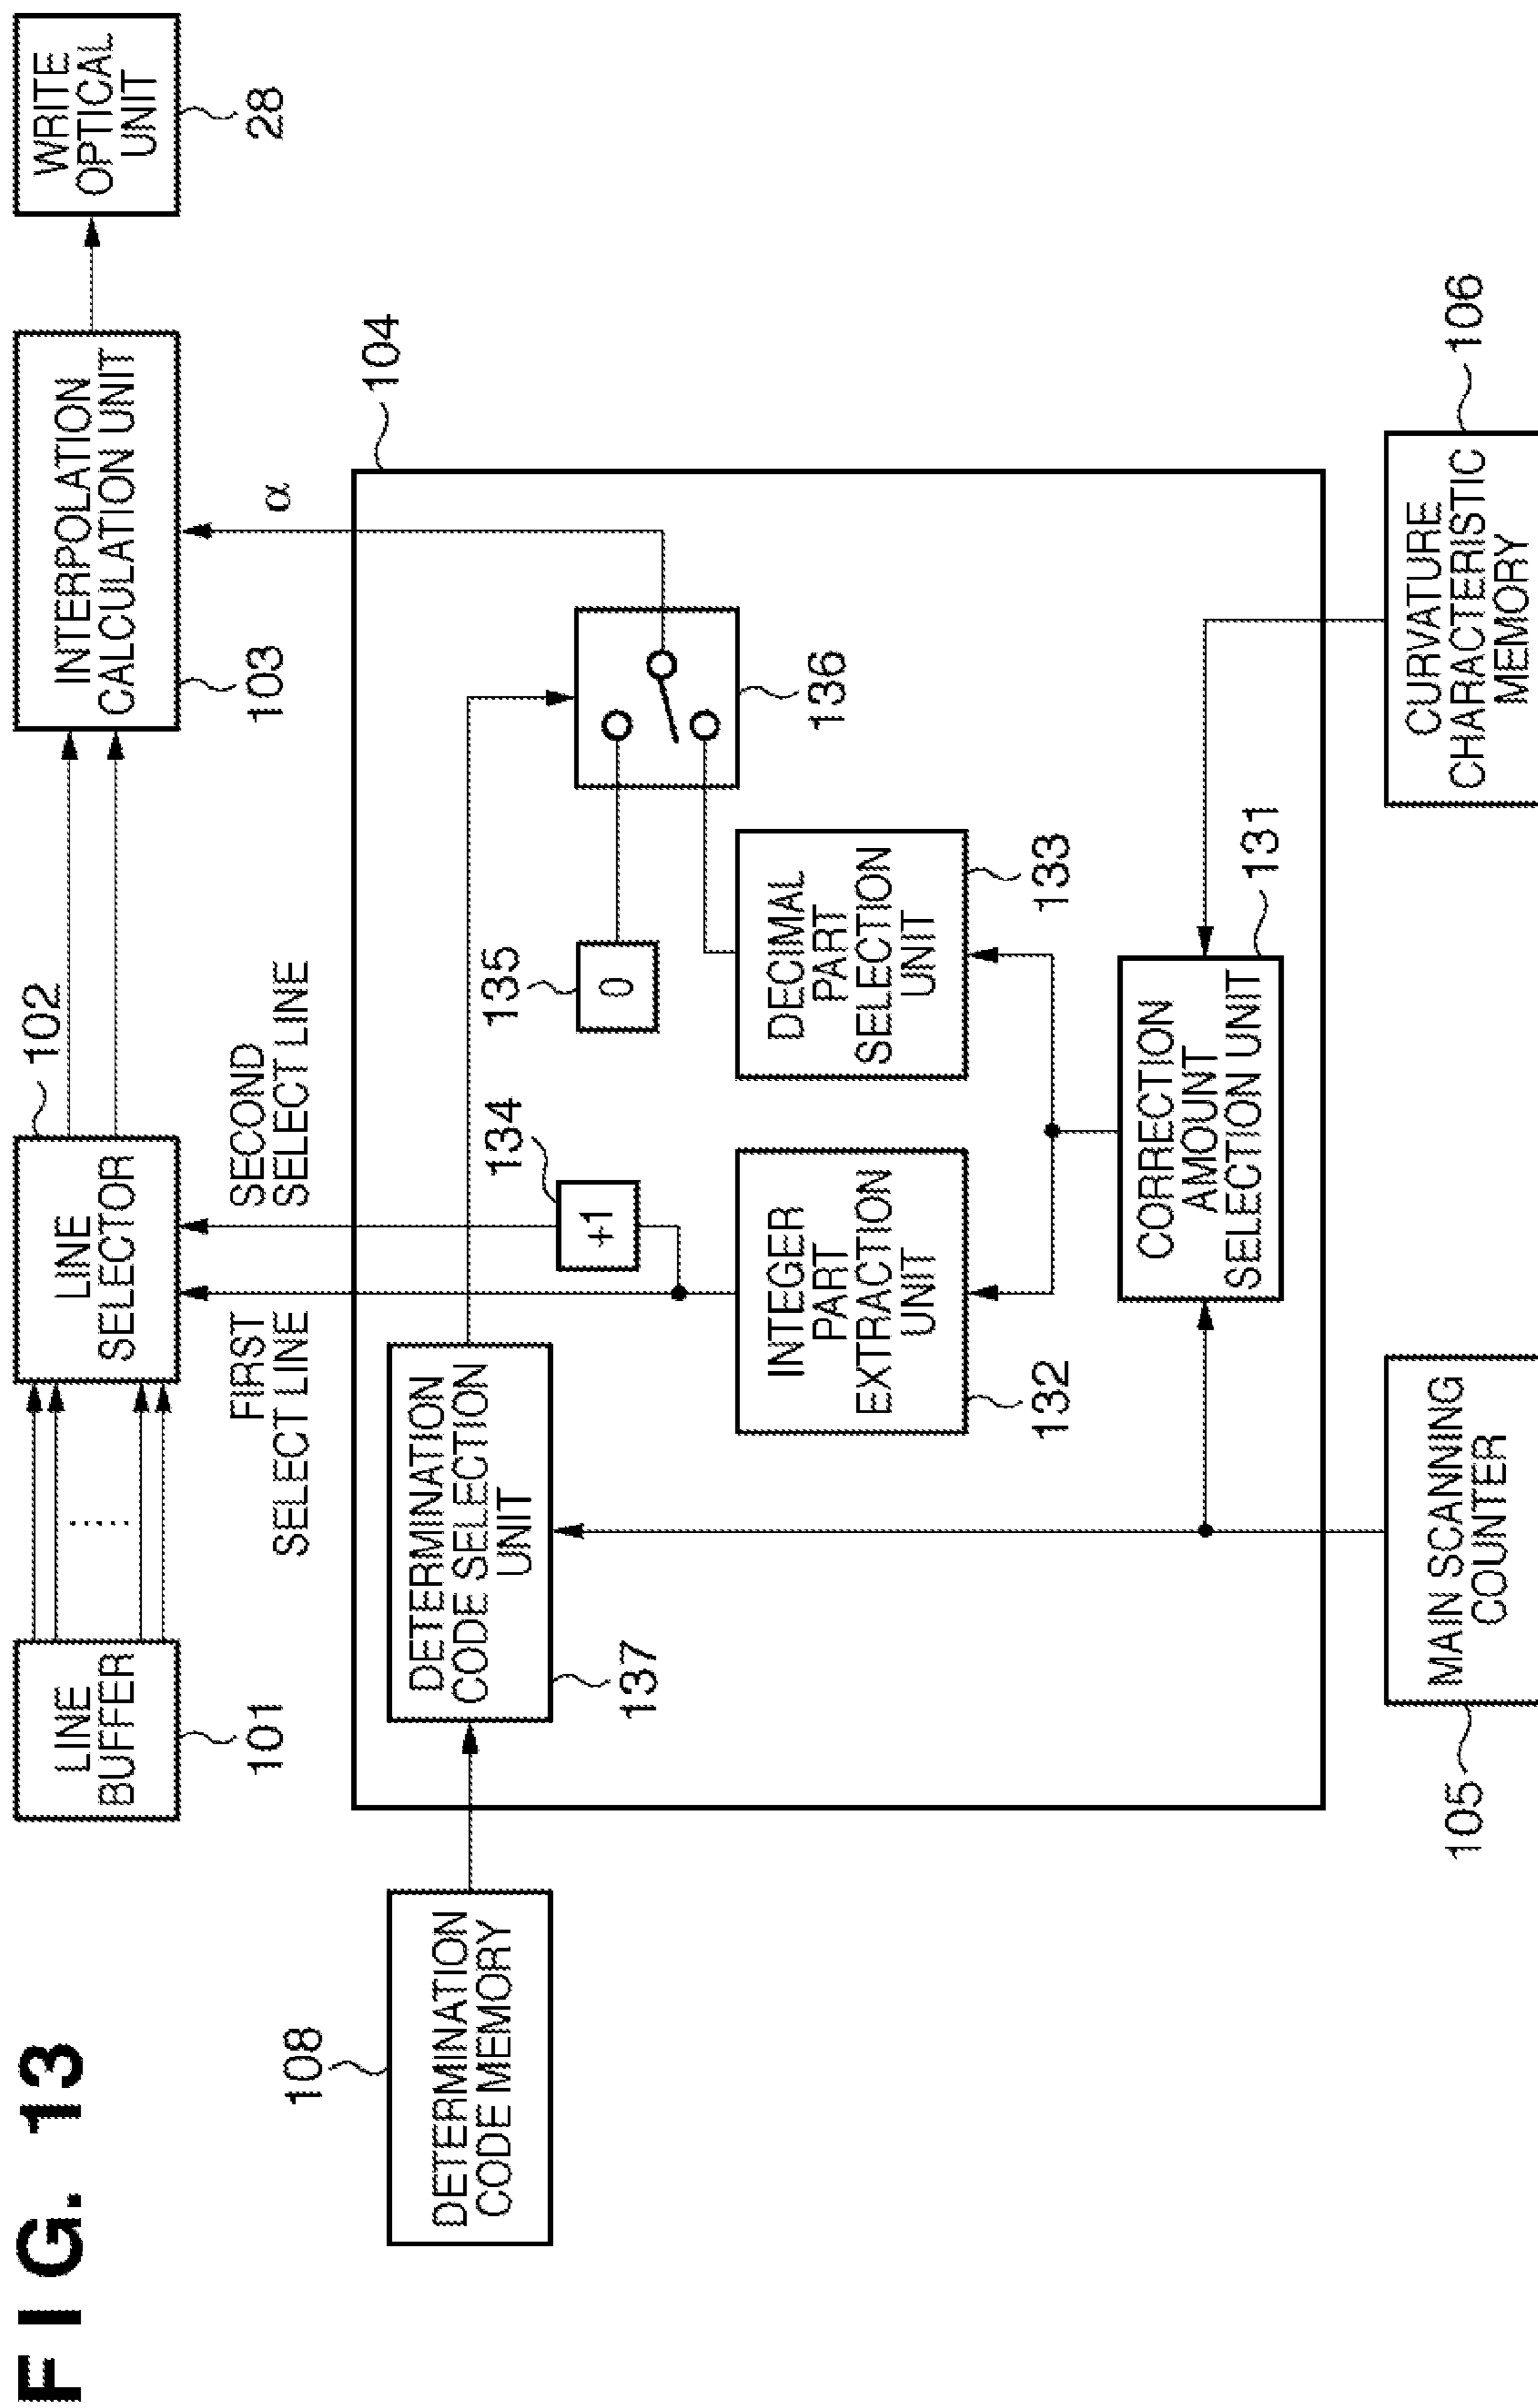 FIG. 13
LINE
BUFFER
101
LINE
SELECTOR
102
INTERPOLATION
CALCULATION UNIT
103
WRITE
OPTICAL
UNIT
28
FIRST
SELECT LINE
SECOND
SELECT LINE
α
104
108
DETERMINATION
CODE MEMORY
DETERMINATION
CODE SELECTION
UNIT
137
134
+1
135
0
136
INTEGER
PART
EXTRACTION
UNIT
132
DECIMAL
PART
SELECTION
UNIT
133
CORRECTION
AMOUNT
SELECTION UNIT
131
MAIN SCANNING
COUNTER
105
CURVATURE
CHARACTERISTIC
MEMORY
106